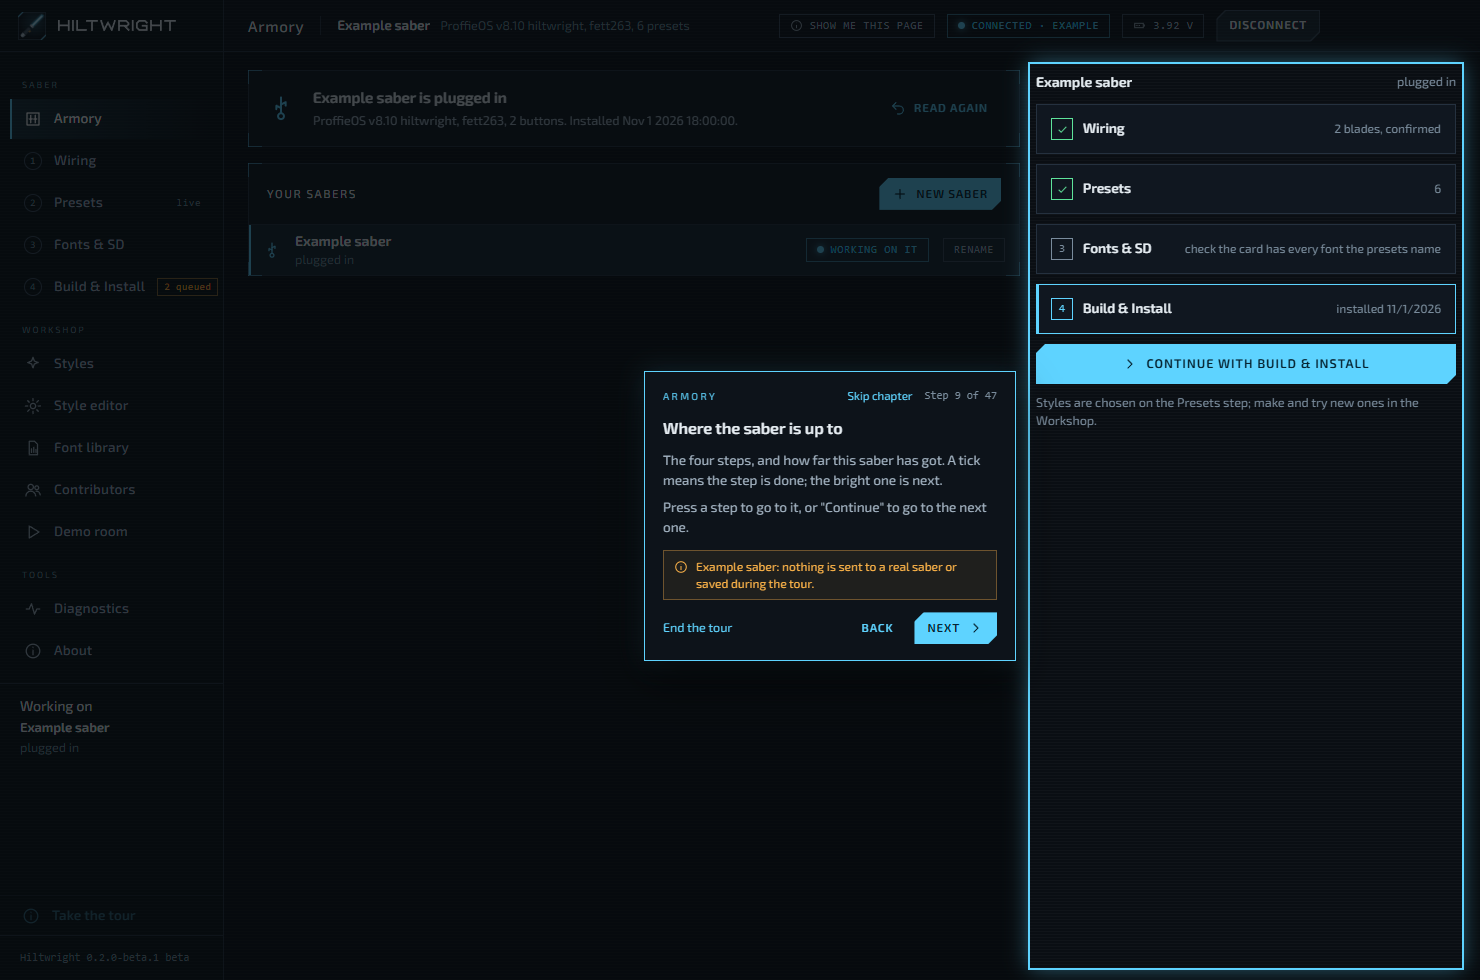 HILTWRIGHT
Armory
Example saber
ProffieOS v8.10 hiltwright, fett263, 6 presets
SHOW ME THIS PAGE
CONNECTED · EXAMPLE
3.92 V
DISCONNECT
SABER
Armory
1 Wiring
2 Presets live
3 Fonts & SD
4 Build & Install 2 queued
WORKSHOP
Styles
Style editor
Font library
Contributors
Demo room
TOOLS
Diagnostics
About
Working on
Example saber
plugged in
Take the tour
Hiltwright 0.2.0-beta.1 beta
Example saber is plugged in
ProffieOS v8.10 hiltwright, fett263, 2 buttons. Installed Nov 1 2026 18:00:00.
READ AGAIN
YOUR SABERS
NEW SABER
Example saber
plugged in
WORKING ON IT
RENAME
ARMORY
Skip chapter
Step 9 of 47
Where the saber is up to
The four steps, and how far this saber has got. A tick
means the step is done; the bright one is next.
Press a step to go to it, or "Continue" to go to the next
one.
Example saber: nothing is sent to a real saber or
saved during the tour.
End the tour
BACK
NEXT
Example saber
plugged in
Wiring
2 blades, confirmed
Presets
6
3 Fonts & SD
check the card has every font the presets name
4 Build & Install
installed 11/1/2026
CONTINUE WITH BUILD & INSTALL
Styles are chosen on the Presets step; make and try new ones in the
Workshop.